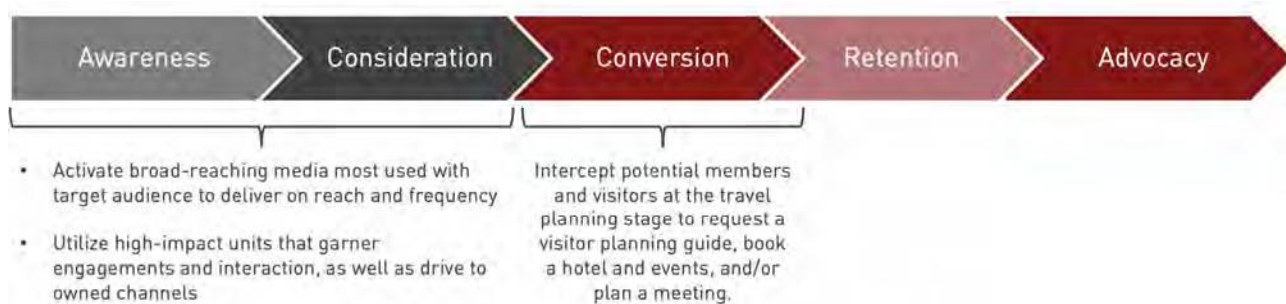 Awareness
Consideration
Conversion
Retention
Advocacy
• Activate broad-reaching media most used with
target audience to deliver on reach and frequency
• Utilize high-impact units that garner
engagements and interaction, as well as drive to
owned channels
Intercept potential members
and visitors at the travel
planning stage to request a
visitor planning guide, book
a hotel and events, and/or
plan a meeting.